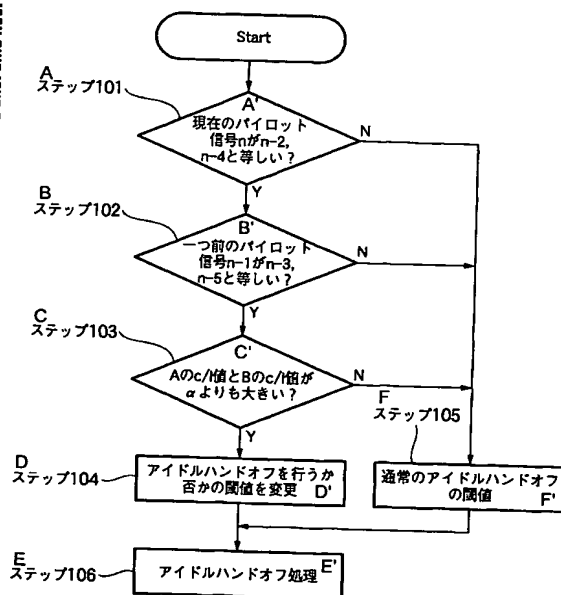 Start
A
ステップ101
A'
現在のパイロット
信号nがn-2,
n-4と等しい?
N
Y
B
ステップ102
B'
一つ前のパイロット
信号n-1がn-3,
n-5と等しい?
N
Y
C
ステップ103
C'
Aのc/I値とBのc/I値が
αよりも大きい?
N
Y
F
ステップ105
D
ステップ104
アイドルハンドオフを行うか
否かの閾値を変更
D'
通常のアイドルハンドオフ
の閾値
F'
E
ステップ106
アイドルハンドオフ処理
E'